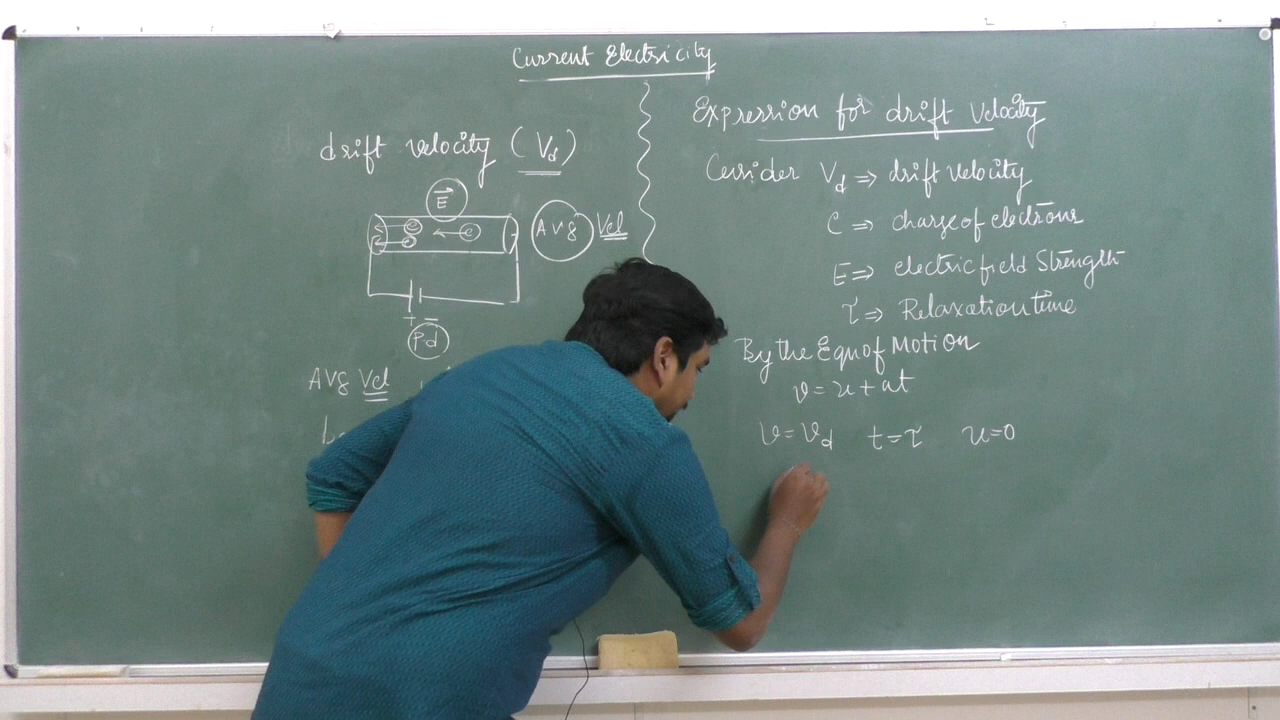 Current Electricity
drift velocity (Vd)
E
e e
e
Avg Vel
+ −
Pd
AVg Vel
Expression for drift velocity
Consider Vd ⇒ drift velocity
e ⇒ charge of electrons
E ⇒ electric field Strength
τ ⇒ Relaxation time
By the Eqn of Motion
v = u + at
v = vd t = τ u = 0